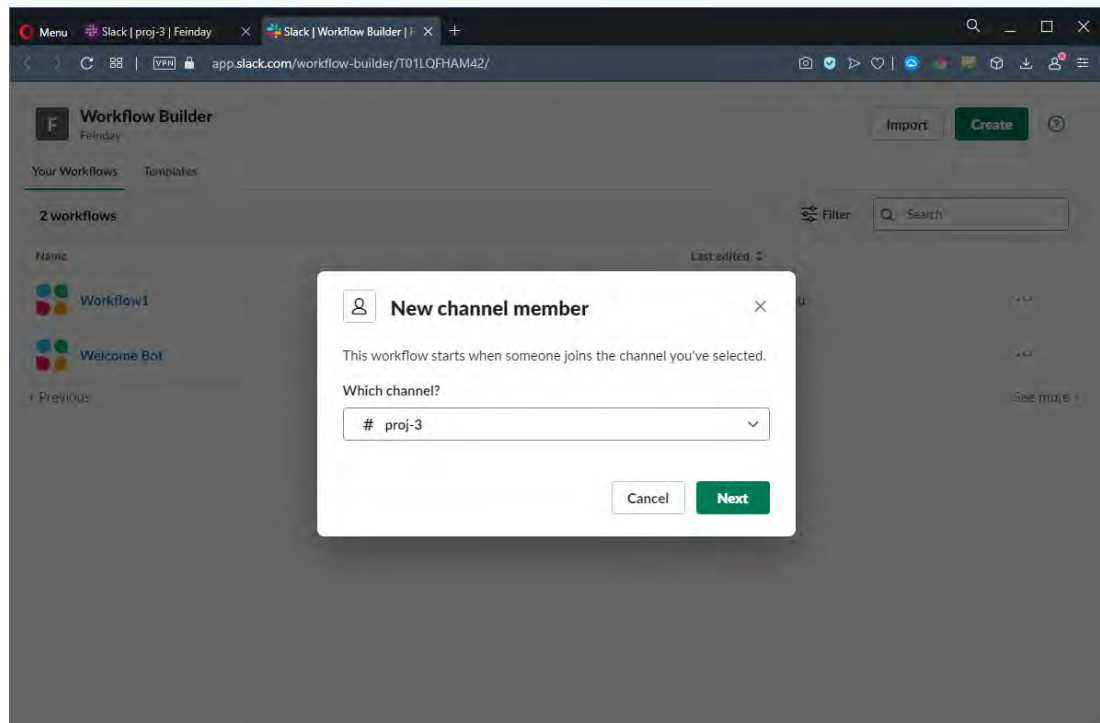 Menu Slack | proj-3 | Feinday Slack | Workflow Builder | F
VPN app.slack.com/workflow-builder/T01LQFHAM42/
F Workflow Builder
Feinday
Import Create
Your Workflows Templates
2 workflows Filter Search
Name Last edited
Workflow1
Welcome Bot
Previous See more
New channel member
This workflow starts when someone joins the channel you've selected.
Which channel?
# proj-3
Cancel Next